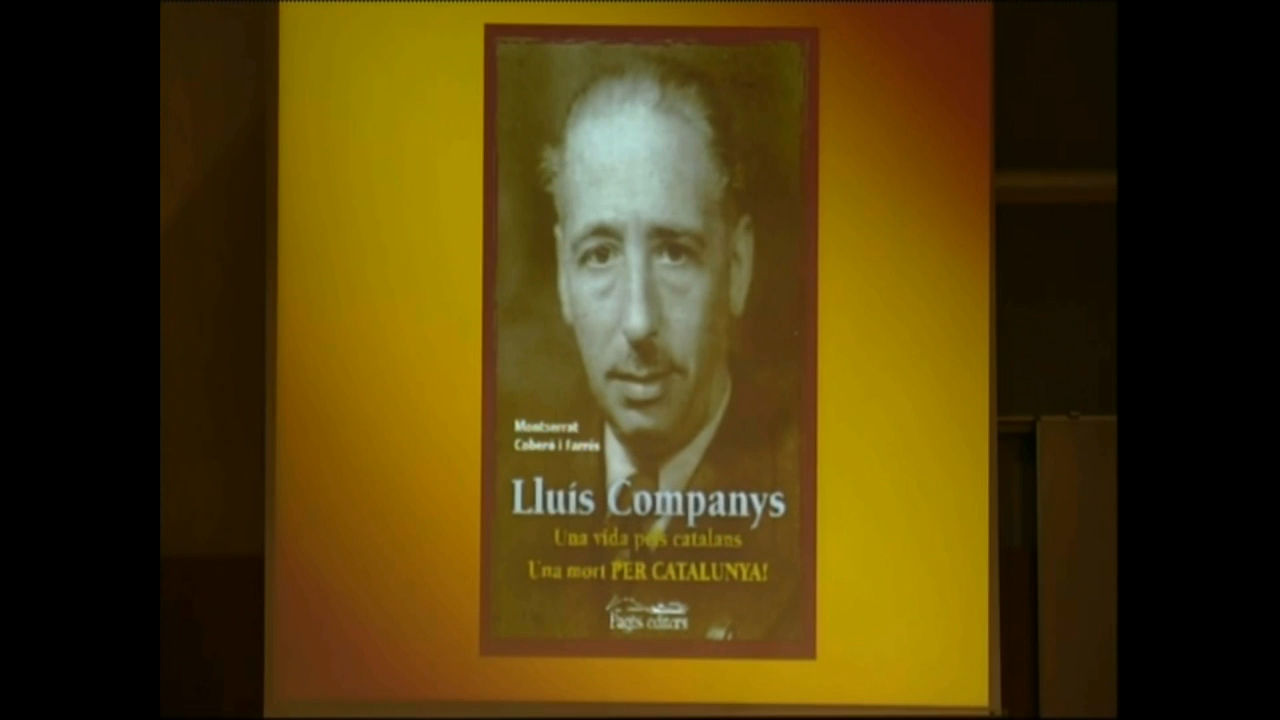 Montserrat
Coberó i Farrés
Lluís Companys
Una vida pels catalans
Una mort PER CATALUNYA!
Pagès editors